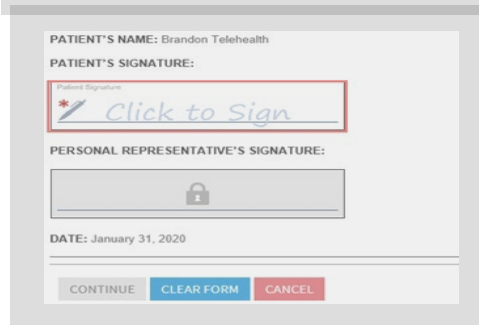 PATIENT'S NAME: Brandon Telehealth
PATIENT'S SIGNATURE:
Patient Signature
* Click to Sign
PERSONAL REPRESENTATIVE'S SIGNATURE:
DATE: January 31, 2020
CONTINUE CLEAR FORM CANCEL